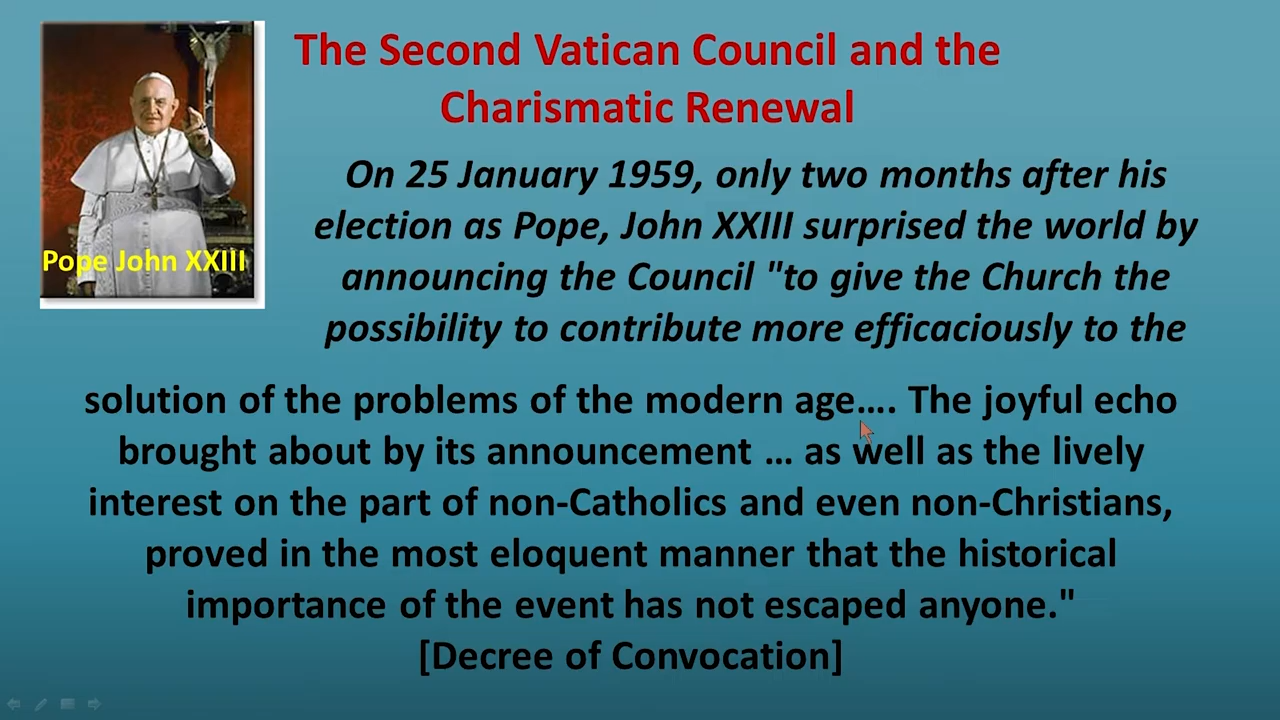 The Second Vatican Council and the
Charismatic Renewal
Pope John XXIII
On 25 January 1959, only two months after his
election as Pope, John XXIII surprised the world by
announcing the Council "to give the Church the
possibility to contribute more efficaciously to the
solution of the problems of the modern age…. The joyful echo
brought about by its announcement … as well as the lively
interest on the part of non-Catholics and even non-Christians,
proved in the most eloquent manner that the historical
importance of the event has not escaped anyone."
[Decree of Convocation]